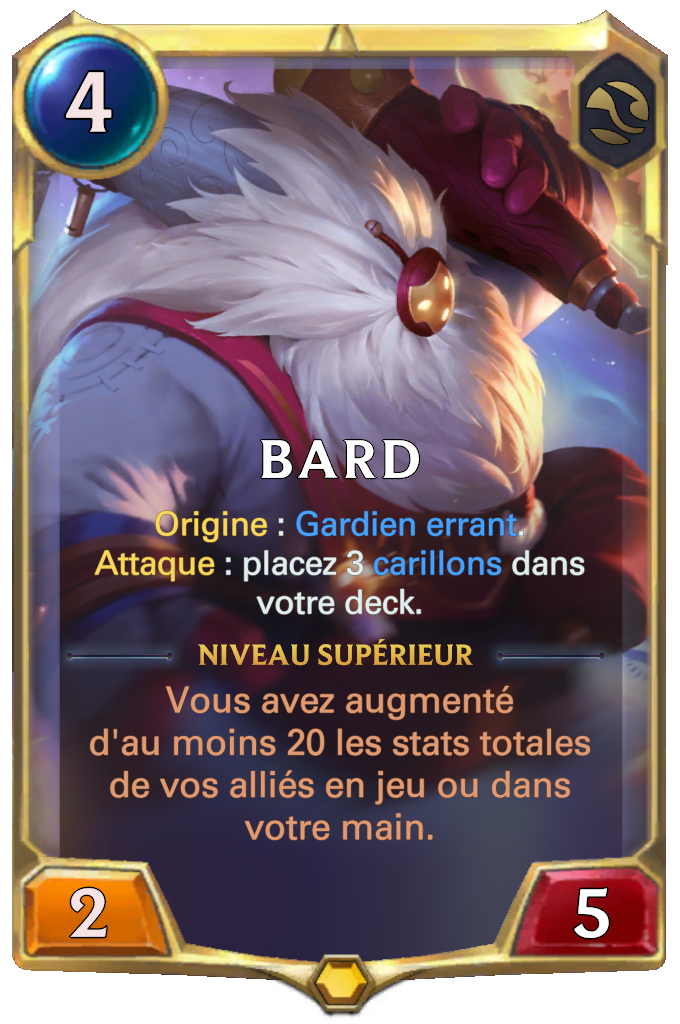 4
BARD
Origine : Gardien errant.
Attaque : placez 3 carillons dans
votre deck.
NIVEAU SUPÉRIEUR
Vous avez augmenté
d'au moins 20 les stats totales
de vos alliés en jeu ou dans
votre main.
2
5